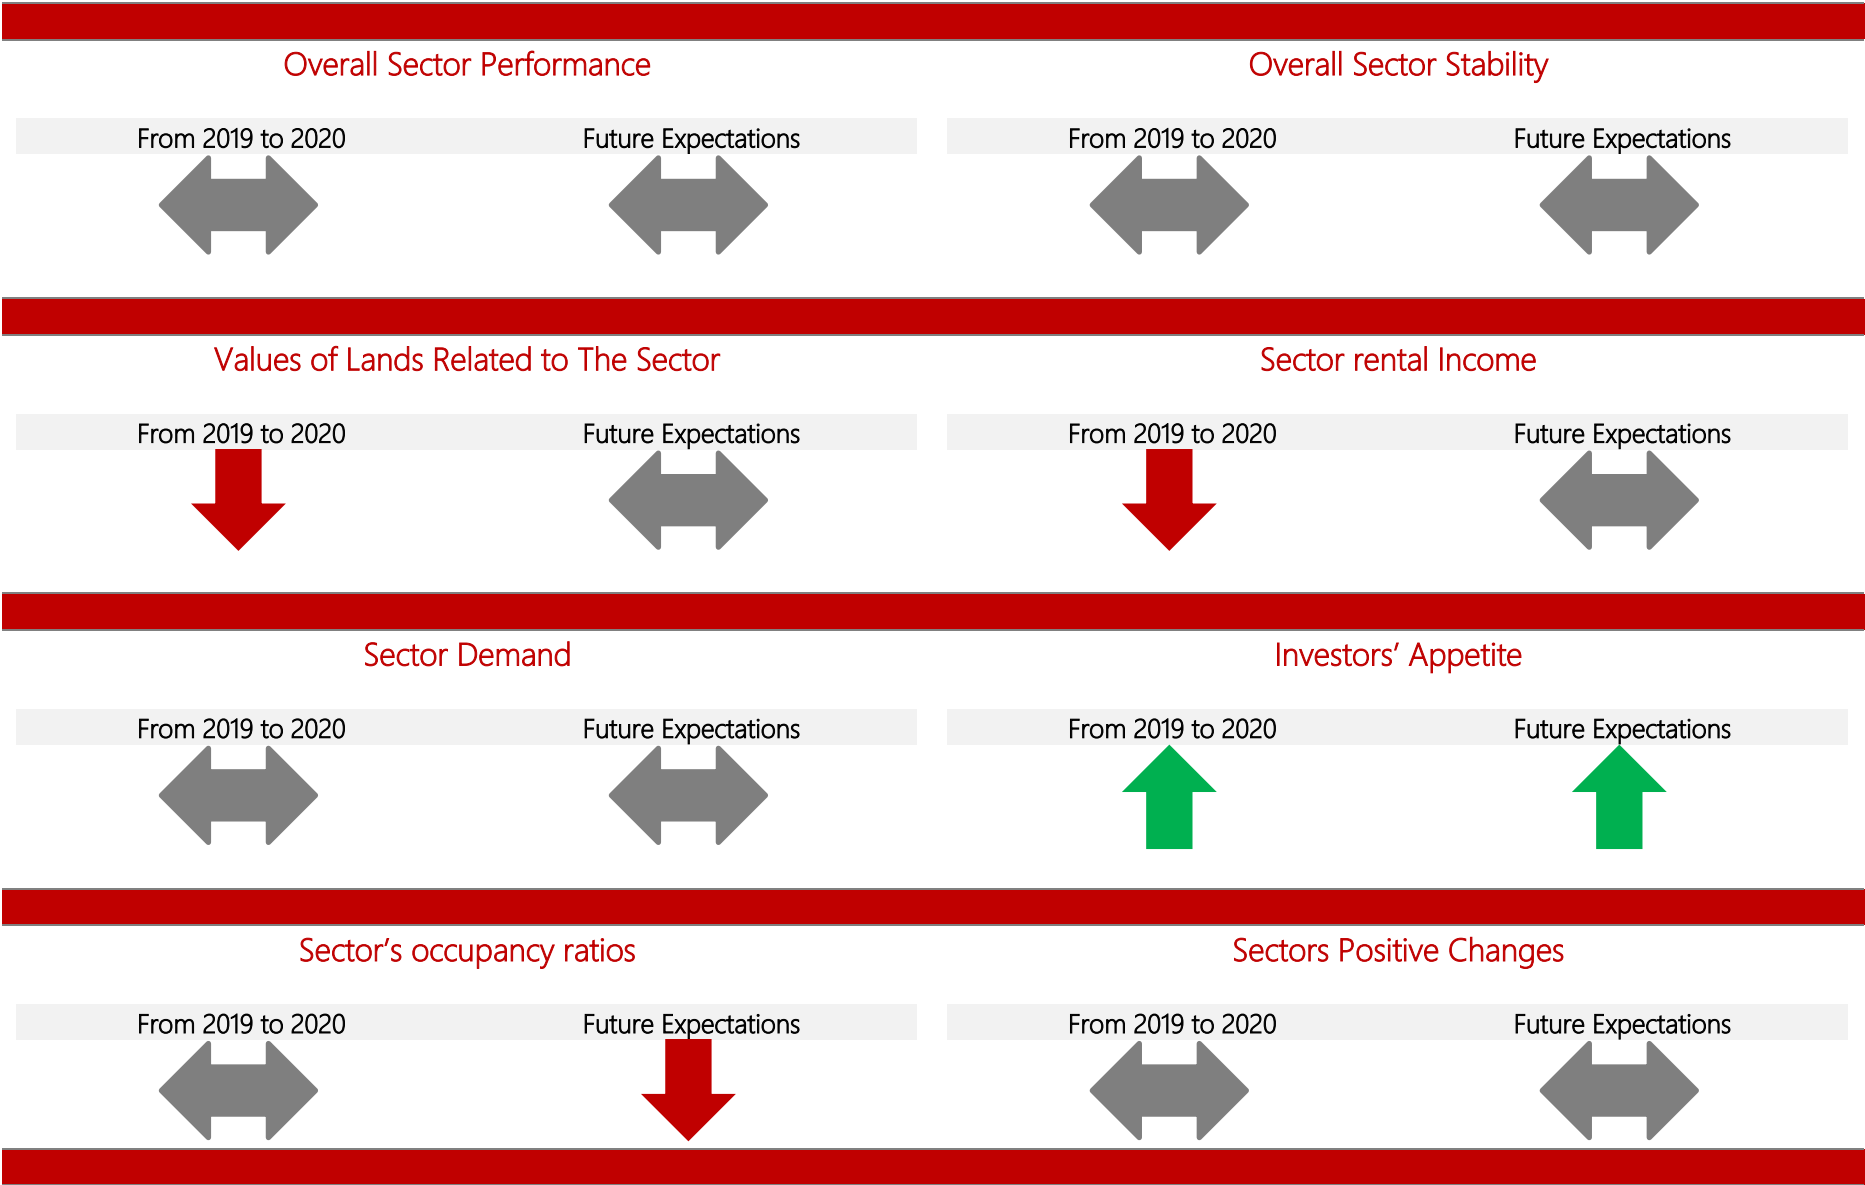 Overall Sector Performance
Overall Sector Stability
From 2019 to 2020
Future Expectations
From 2019 to 2020
Future Expectations
Values of Lands Related to The Sector
Sector rental Income
From 2019 to 2020
Future Expectations
From 2019 to 2020
Future Expectations
Sector Demand
Investors’ Appetite
From 2019 to 2020
Future Expectations
From 2019 to 2020
Future Expectations
Sector’s occupancy ratios
Sectors Positive Changes
From 2019 to 2020
Future Expectations
From 2019 to 2020
Future Expectations